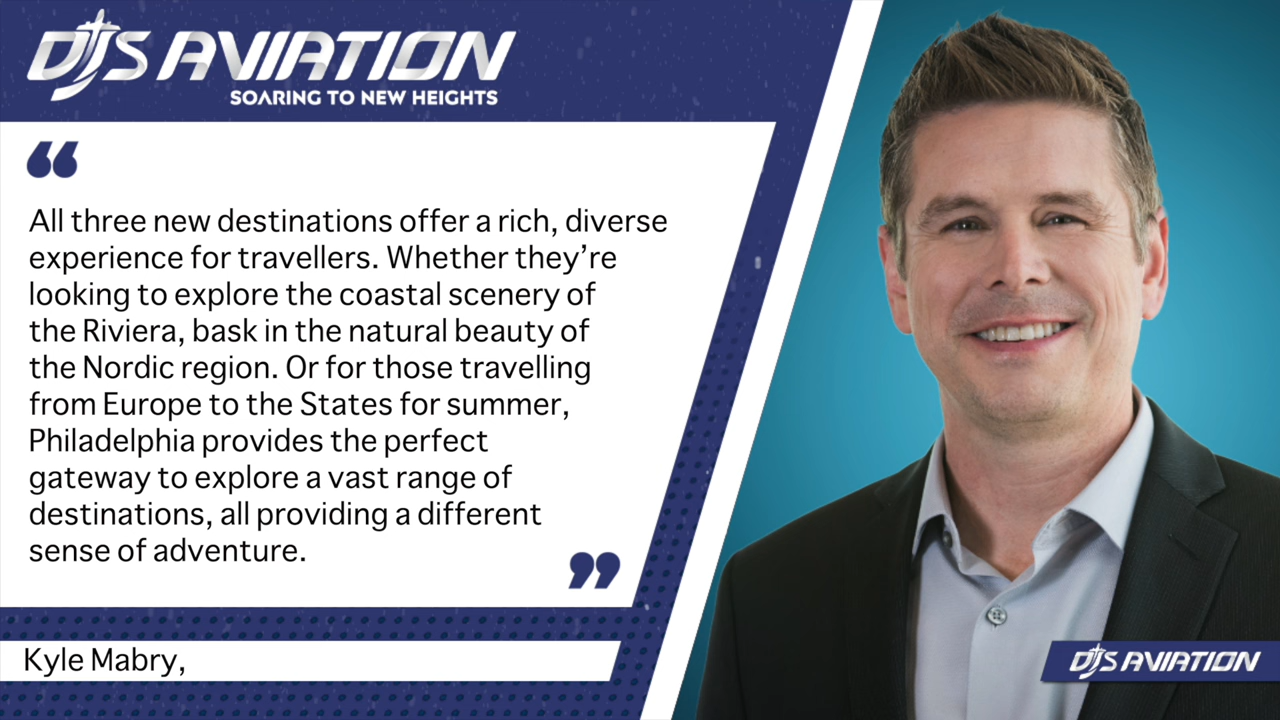 DJS AVIATION
SOARING TO NEW HEIGHTS
“
All three new destinations offer a rich, diverse
experience for travellers. Whether they’re
looking to explore the coastal scenery of
the Riviera, bask in the natural beauty of
the Nordic region. Or for those travelling
from Europe to the States for summer,
Philadelphia provides the perfect
gateway to explore a vast range of
destinations, all providing a different
sense of adventure.
”
Kyle Mabry,
DJS AVIATION